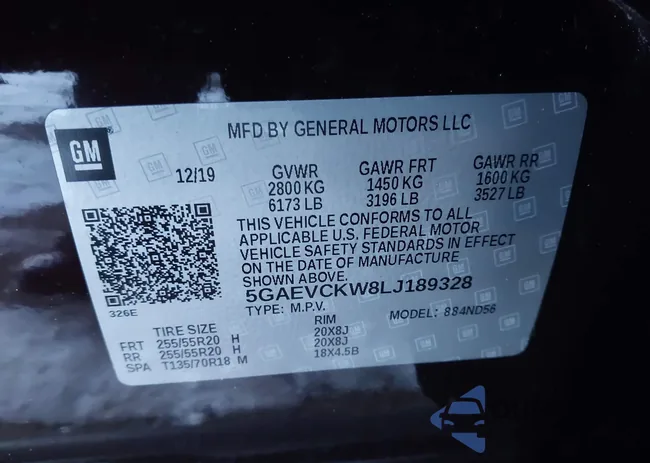 MFD BY GENERAL MOTORS LLC
GM
12/19
GVWR GAWR FRT GAWR RR
2800 KG 1450 KG 1600 KG
6173 LB 3196 LB 3527 LB
THIS VEHICLE CONFORMS TO ALL
APPLICABLE U.S. FEDERAL MOTOR
VEHICLE SAFETY STANDARDS IN EFFECT
ON THE DATE OF MANUFACTURE
SHOWN ABOVE.
326E
5GAEVCKW8LJ189328
TYPE: M.P.V. MODEL: 884ND56
TIRE SIZE RIM
FRT 255/55R20 H 20X8J
RR 255/55R20 H 20X8J
SPA T135/70R18 M 18X4.5B